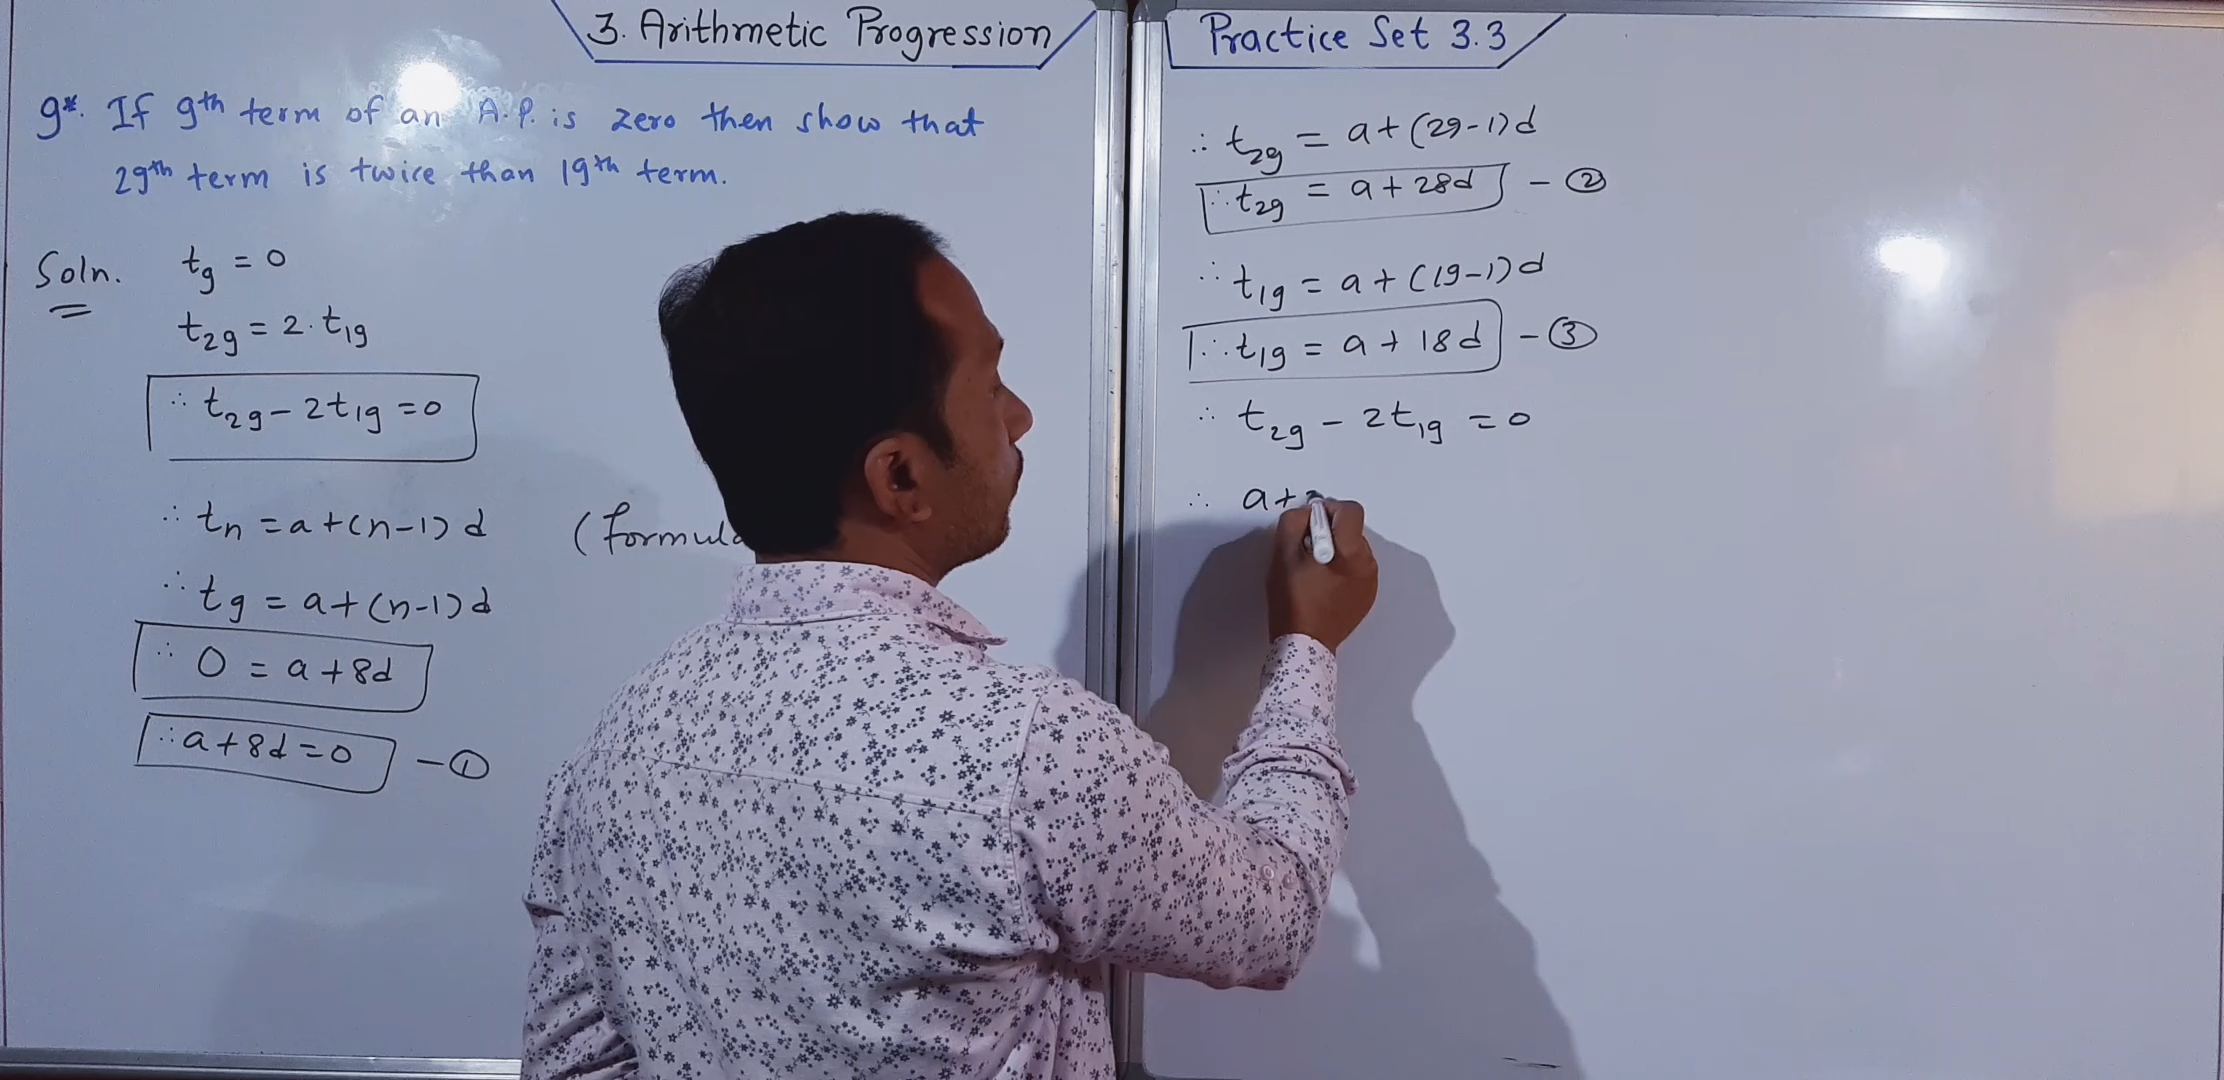 3. Arithmetic Progression
9*. If 9th term of an A.P. is zero then show that
29th term is twice than 19th term.
Soln. t9 = 0
t29 = 2·t19
∴ t29 - 2t19 = 0
∴ tn = a+(n-1)d
∴ t9 = a+(n-1)d
∴ 0 = a+8d
∴ a+8d=0 - ①
Practice Set 3.3
∴ t29 = a+(29-1)d
∴ t29 = a+28d - ②
∴ t19 = a+(19-1)d
∴ t19 = a+18d - ③
∴ t29 - 2t19 = 0
∴ a+